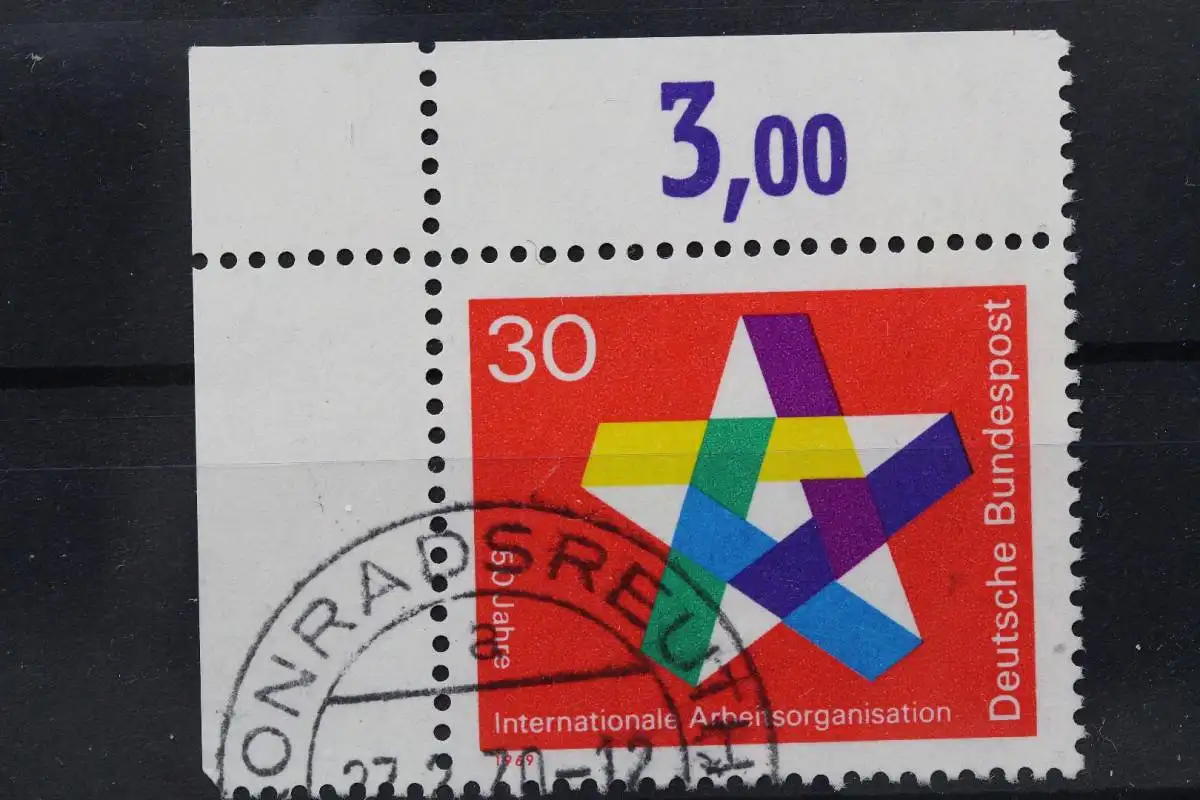 3,00
30
Deutsche Bundespost
50 Jahre
Internationale Arbeitsorganisation
1969
ONRADSREUTH
a
27.2.70-12